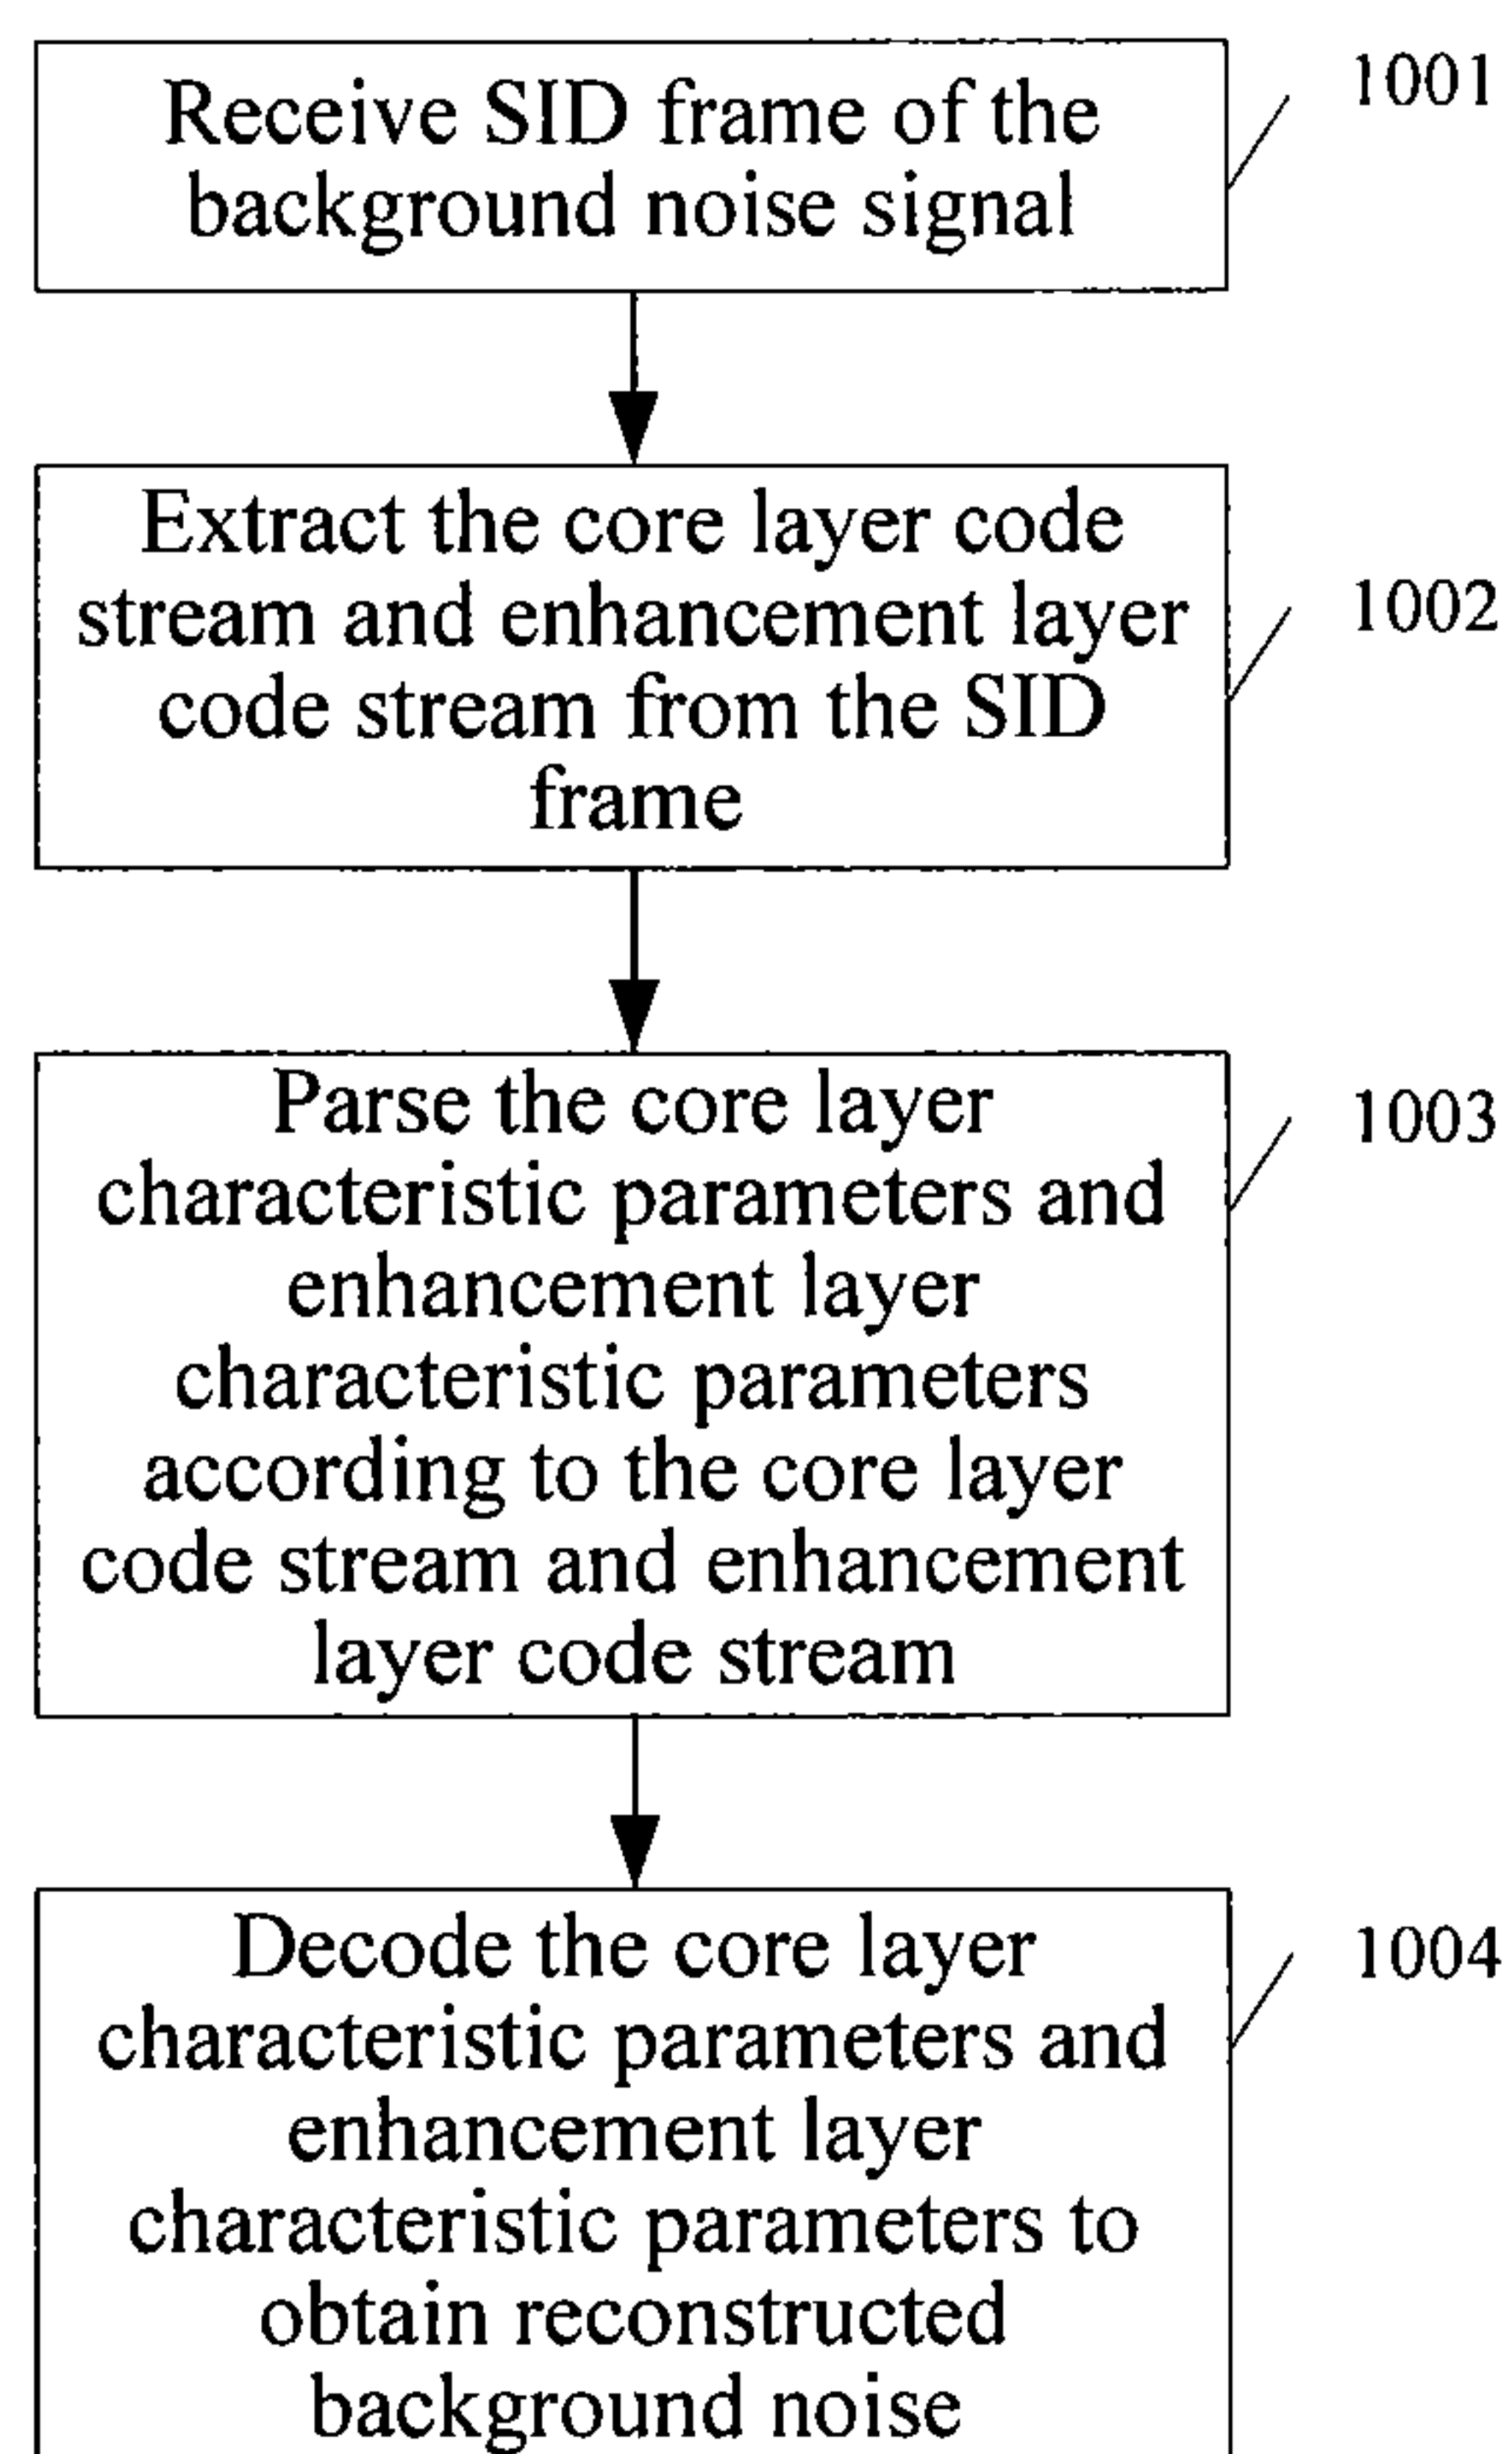 Receive SID frame of the
background noise signal
1001
Extract the core layer code
stream and enhancement layer
code stream from the SID
frame
1002
Parse the core layer
characteristic parameters and
enhancement layer
characteristic parameters
according to the core layer
code stream and enhancement
layer code stream
1003
Decode the core layer
characteristic parameters and
enhancement layer
characteristic parameters to
obtain reconstructed
background noise
1004